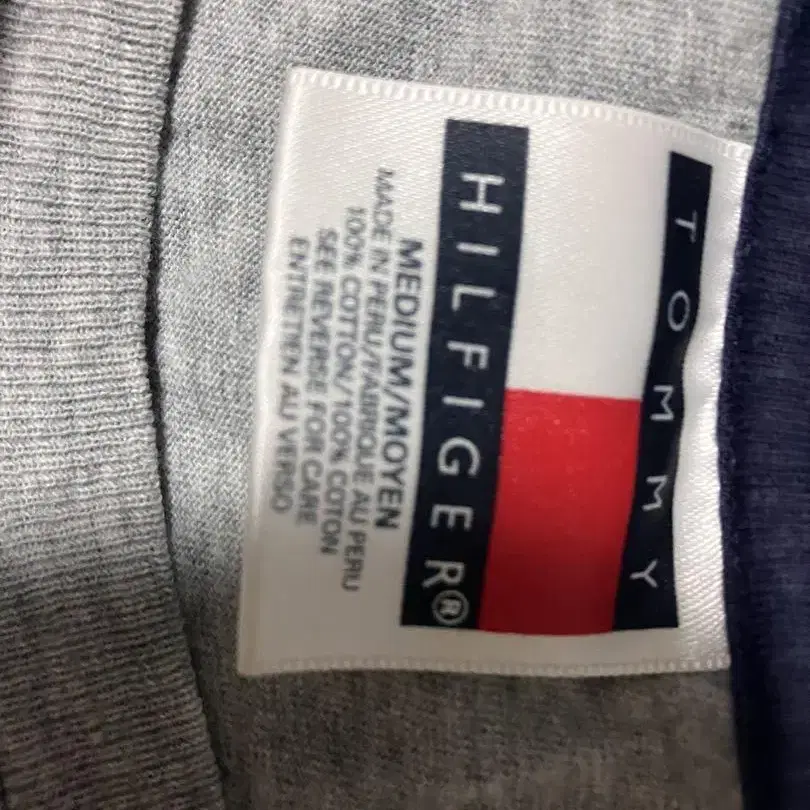 TOMMY
HILFIGER®
MEDIUM/MOYEN
MADE IN PERU/FABRIQUE AU PERU
100% COTTON/100% COTON
SEE REVERSE FOR CARE
ENTRETIEN AU VERSO